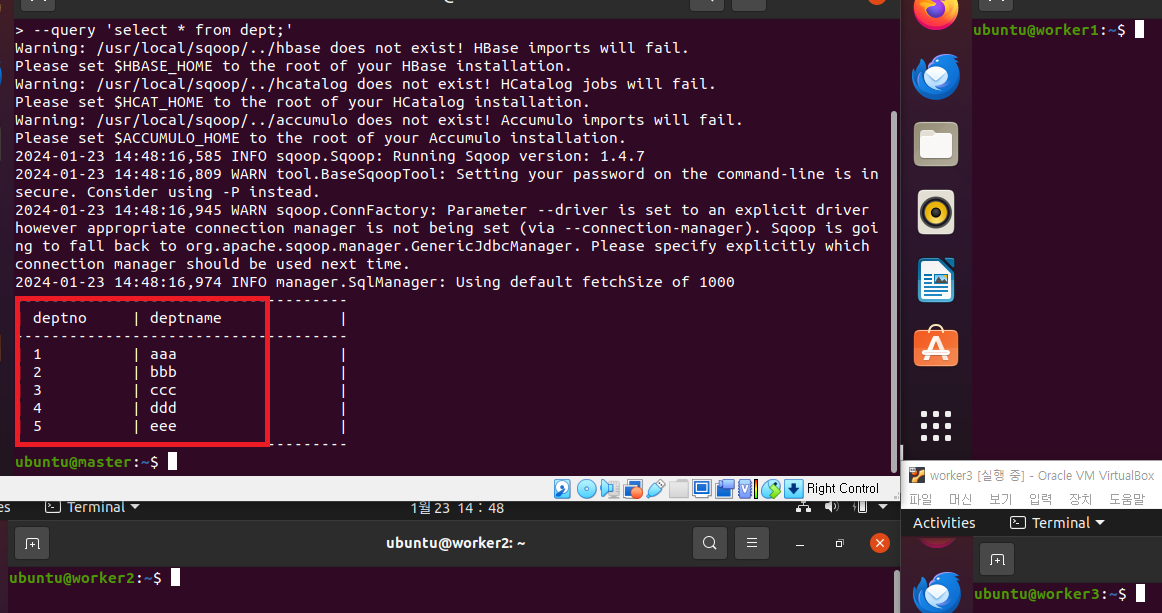 > --query 'select * from dept;'
Warning: /usr/local/sqoop/../hbase does not exist! HBase imports will fail.
Please set $HBASE_HOME to the root of your HBase installation.
Warning: /usr/local/sqoop/../hcatalog does not exist! HCatalog jobs will fail.
Please set $HCAT_HOME to the root of your HCatalog installation.
Warning: /usr/local/sqoop/../accumulo does not exist! Accumulo imports will fail.
Please set $ACCUMULO_HOME to the root of your Accumulo installation.
2024-01-23 14:48:16,585 INFO sqoop.Sqoop: Running Sqoop version: 1.4.7
2024-01-23 14:48:16,809 WARN tool.BaseSqoopTool: Setting your password on the command-line is in
secure. Consider using -P instead.
2024-01-23 14:48:16,945 WARN sqoop.ConnFactory: Parameter --driver is set to an explicit driver
however appropriate connection manager is not being set (via --connection-manager). Sqoop is goi
ng to fall back to org.apache.sqoop.manager.GenericJdbcManager. Please specify explicitly which
connection manager should be used next time.
2024-01-23 14:48:16,974 INFO manager.SqlManager: Using default fetchSize of 1000
-------------------------------------
| deptno | deptname |
-------------------------------------
| 1 | aaa |
| 2 | bbb |
| 3 | ccc |
| 4 | ddd |
| 5 | eee |
-------------------------------------
ubuntu@master:~$
Right Control
ubuntu@worker1:~$
es Terminal 1월 23 14 : 48
ubuntu@worker2: ~
ubuntu@worker2:~$
worker3 [실행 중] - Oracle VM VirtualBox
파일 머신 보기 입력 장치 도움말
Activities Terminal
ubuntu@worker3:~$